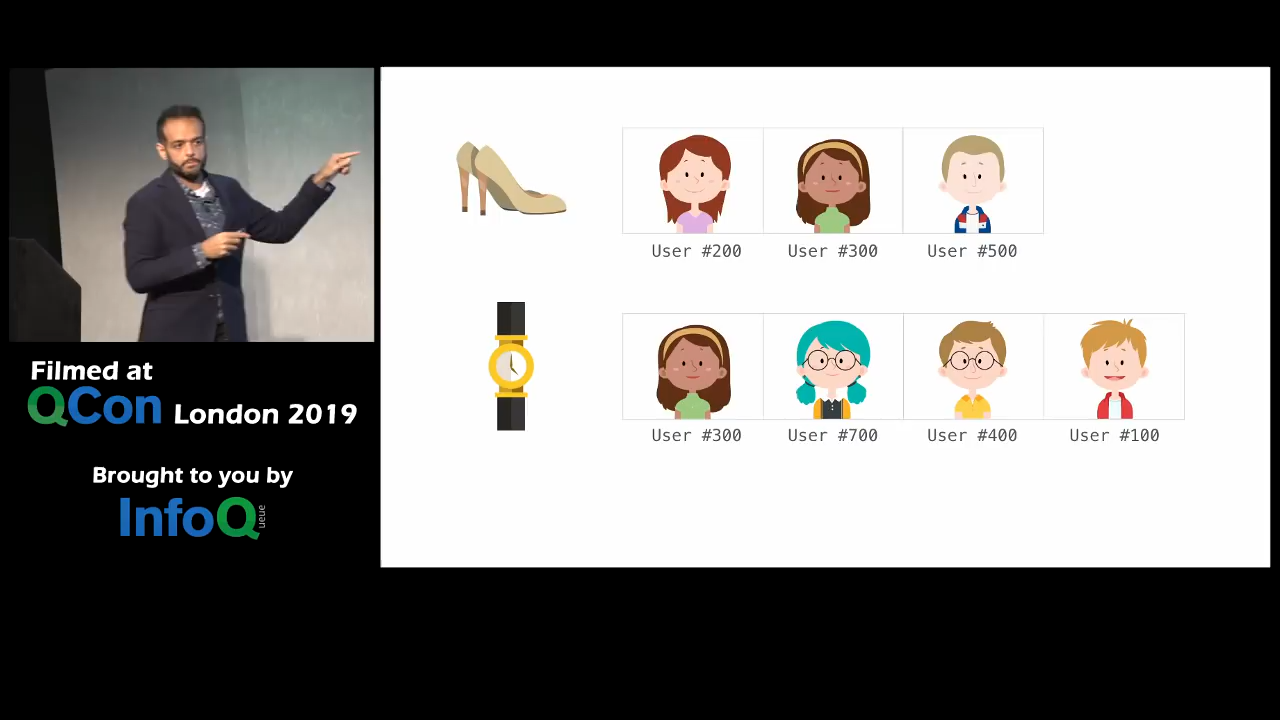 User #200
User #300
User #500
User #300
User #700
User #400
User #100
Filmed at
QCon London 2019
Brought to you by
InfoQ
ueue